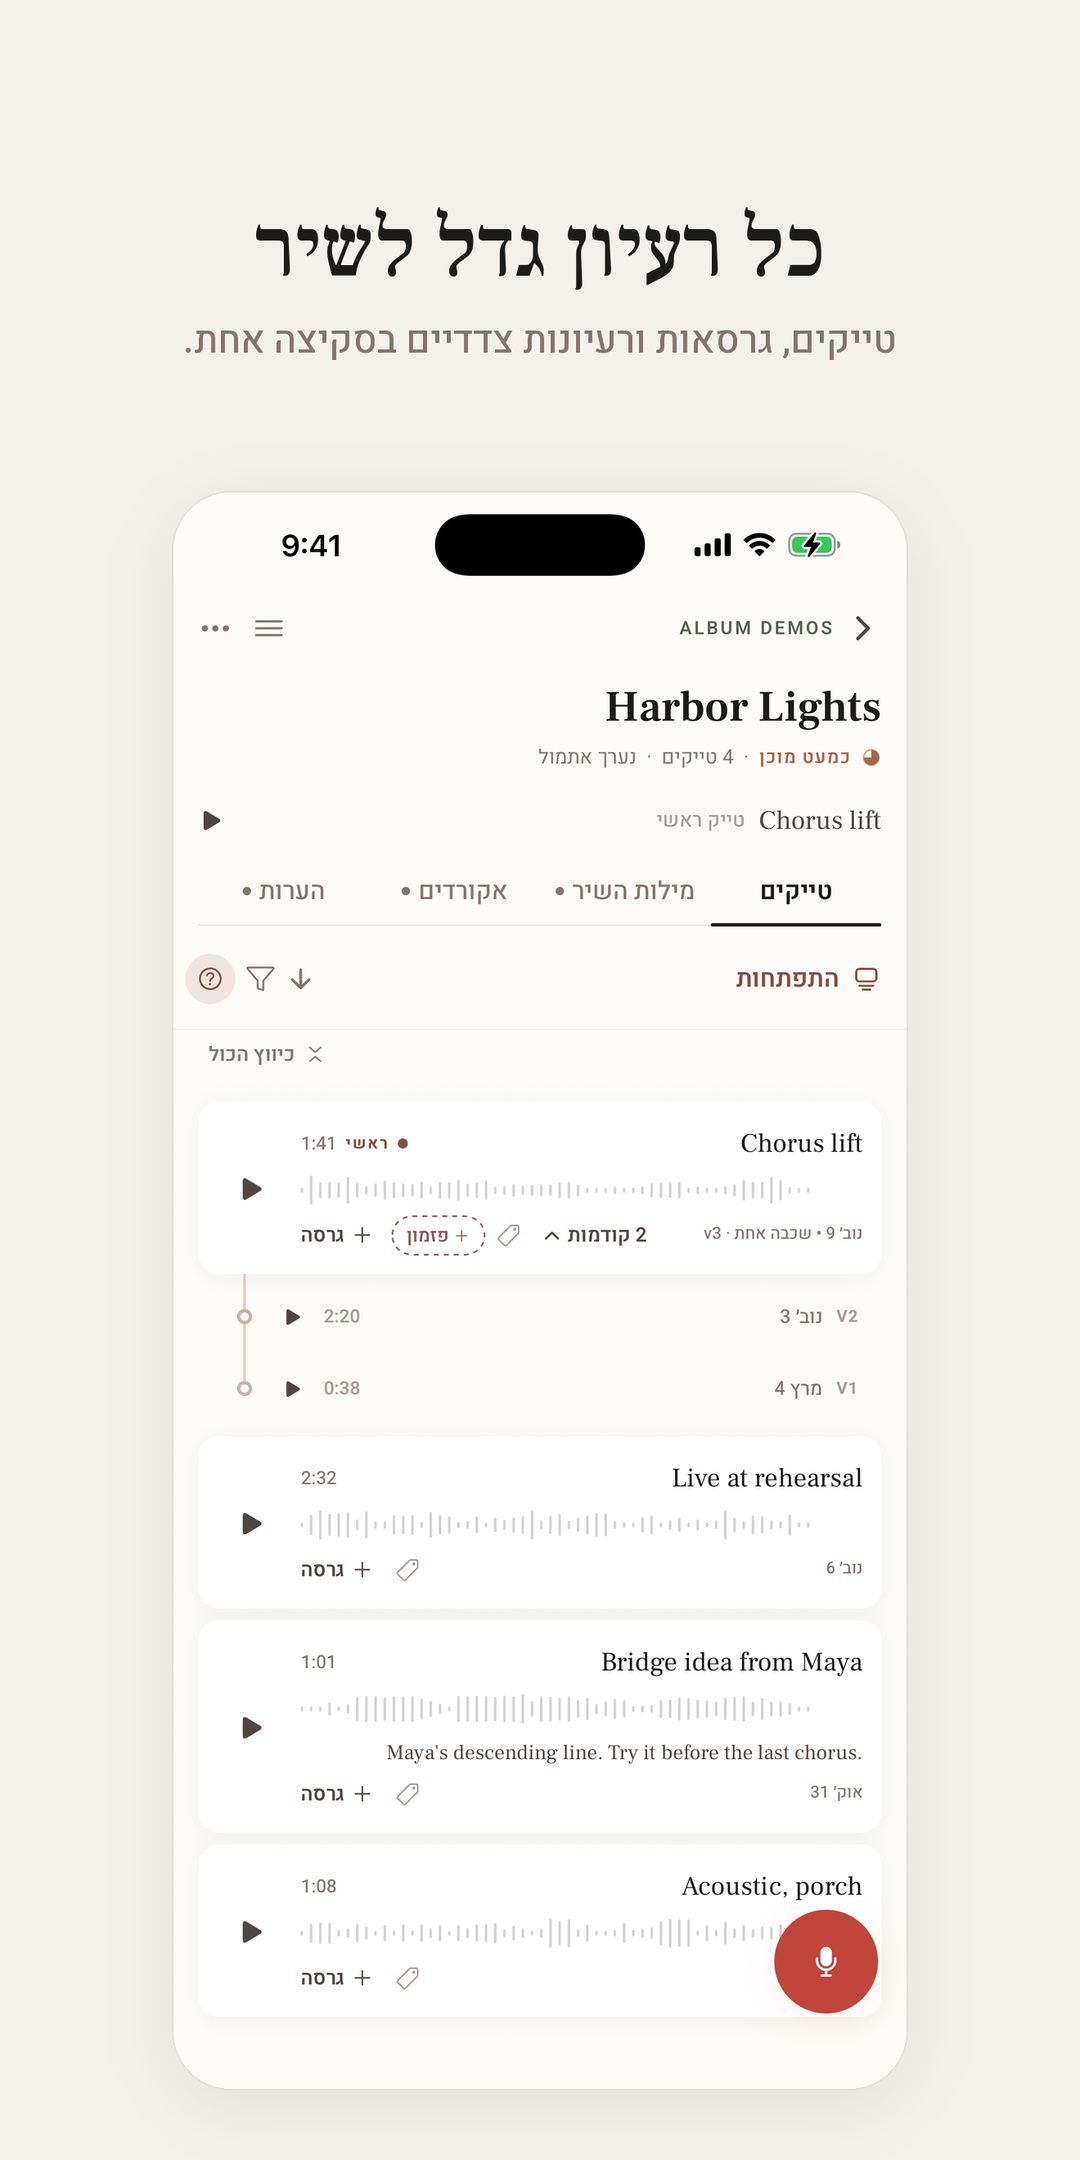 כל רעיון גדל לשיר
טייקים, גרסאות ורעיונות צדדיים בסקיצה אחת.
9:41
ALBUM DEMOS
Harbor Lights
כמעט מוכן · 4 טייקים · נערך אתמול
Chorus lift טייק ראשי
טייקים מילות השיר • אקורדים • הערות •
התפתחות
כיווץ הכול
Chorus lift ראשי 1:41
נוב׳ 9 • שכבה אחת · v3 2 קודמות + פזמון + גרסה
V2 נוב׳ 3 2:20
V1 מרץ 4 0:38
Live at rehearsal 2:32
נוב׳ 6 + גרסה
Bridge idea from Maya 1:01
Maya's descending line. Try it before the last chorus.
אוק׳ 31 + גרסה
Acoustic, porch 1:08
+ גרסה